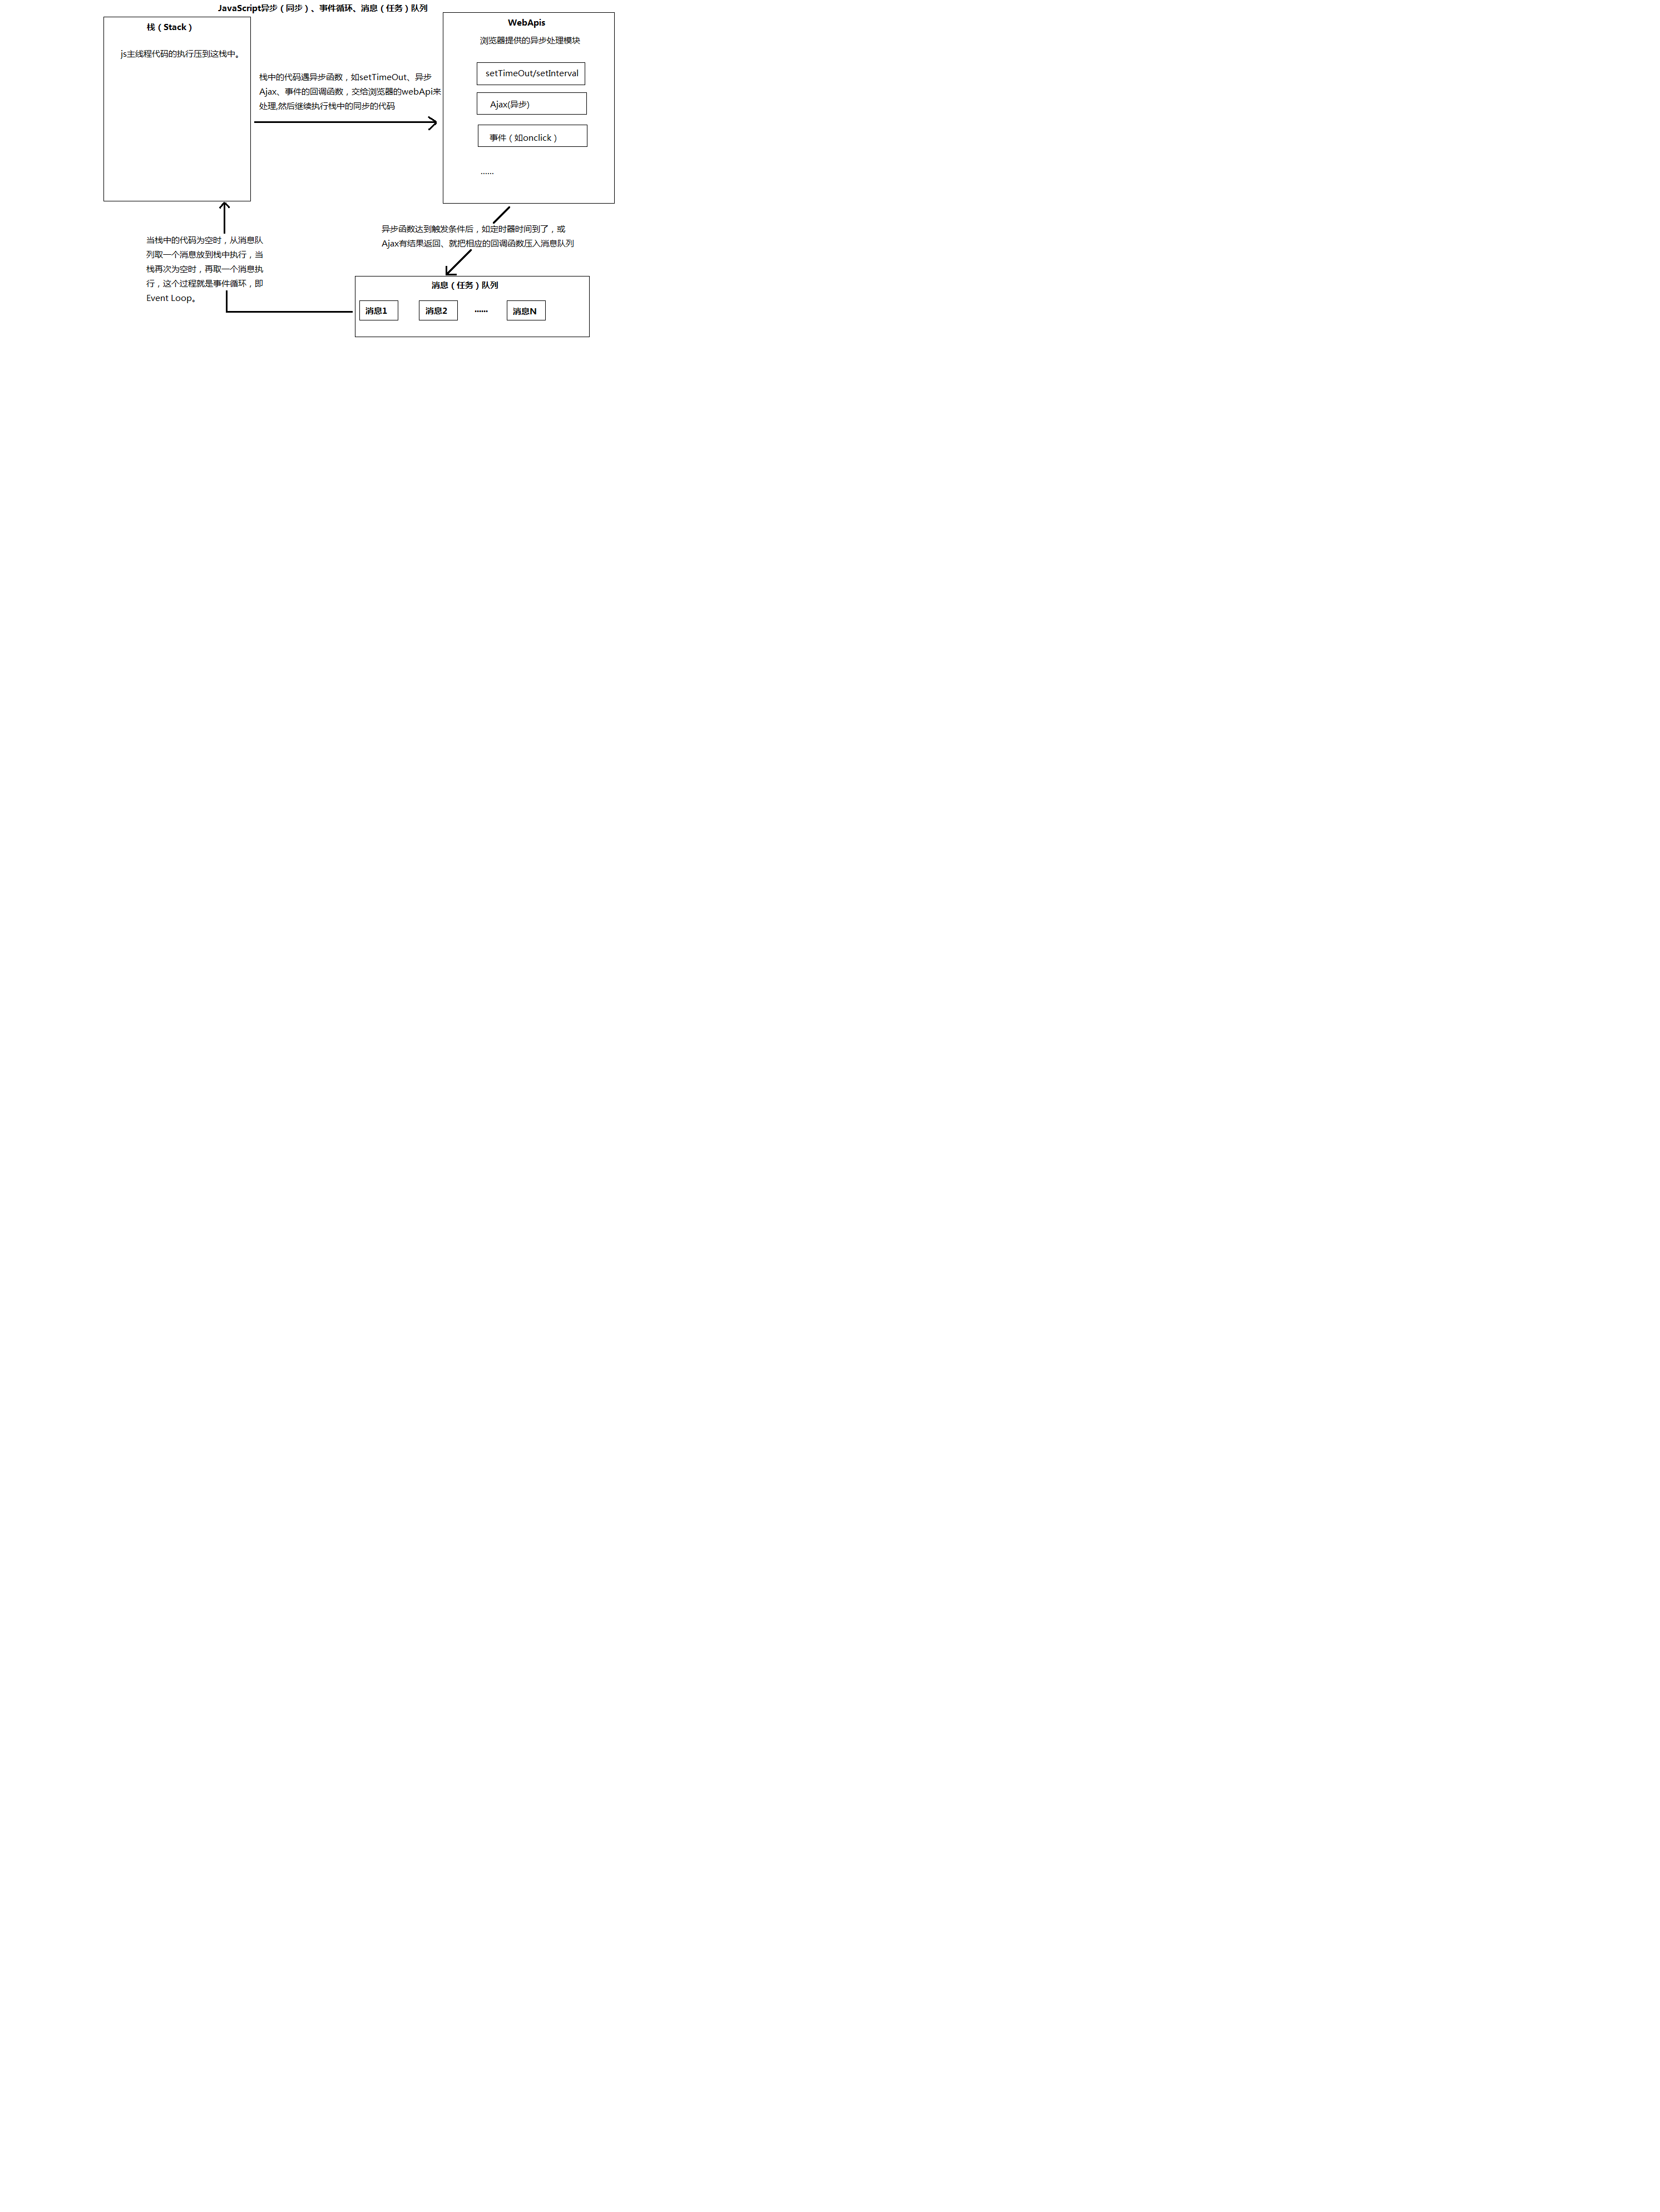 JavaScript异步（同步）、事件循环、消息（任务）队列
栈（Stack）
js主线程代码的执行压到这栈中。
栈中的代码遇异步函数，如setTimeOut、异步
Ajax、事件的回调函数，交给浏览器的webApi来
处理,然后继续执行栈中的同步的代码
WebApis
浏览器提供的异步处理模块
setTimeOut/setInterval
Ajax(异步)
事件（如onclick）
......
异步函数达到触发条件后，如定时器时间到了，或
Ajax有结果返回、就把相应的回调函数压入消息队列
当栈中的代码为空时，从消息队
列取一个消息放到栈中执行，当
栈再次为空时，再取一个消息执
行，这个过程就是事件循环，即
Event Loop。
消息（任务）队列
消息1
消息2
......
消息N